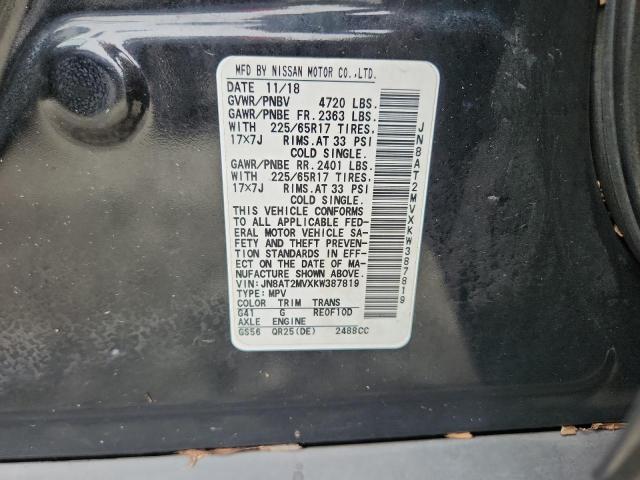 MFD BY NISSAN MOTOR CO.,LTD.
DATE 11/18
GVWR/PNBV 4720 LBS.
GAWR/PNBE FR. 2363 LBS.
WITH 225/65R17 TIRES,
17×7J RIMS.AT 33 PSI
COLD SINGLE.
GAWR/PNBE RR. 2401 LBS.
WITH 225/65R17 TIRES,
17×7J RIMS.AT 33 PSI
COLD SINGLE.
THIS VEHICLE CONFORMS
TO ALL APPLICABLE FED-
ERAL MOTOR VEHICLE SA-
FETY AND THEFT PREVEN-
TION STANDARDS IN EFF-
ECT ON THE DATE OF MA-
NUFACTURE SHOWN ABOVE.
VIN: JN8AT2MVXKW387819
TYPE: MPV
COLOR TRIM TRANS
G41 G RE0F10D
AXLE ENGINE
GS56 QR25(DE) 2488CC
JN8AT2MVXKW387819